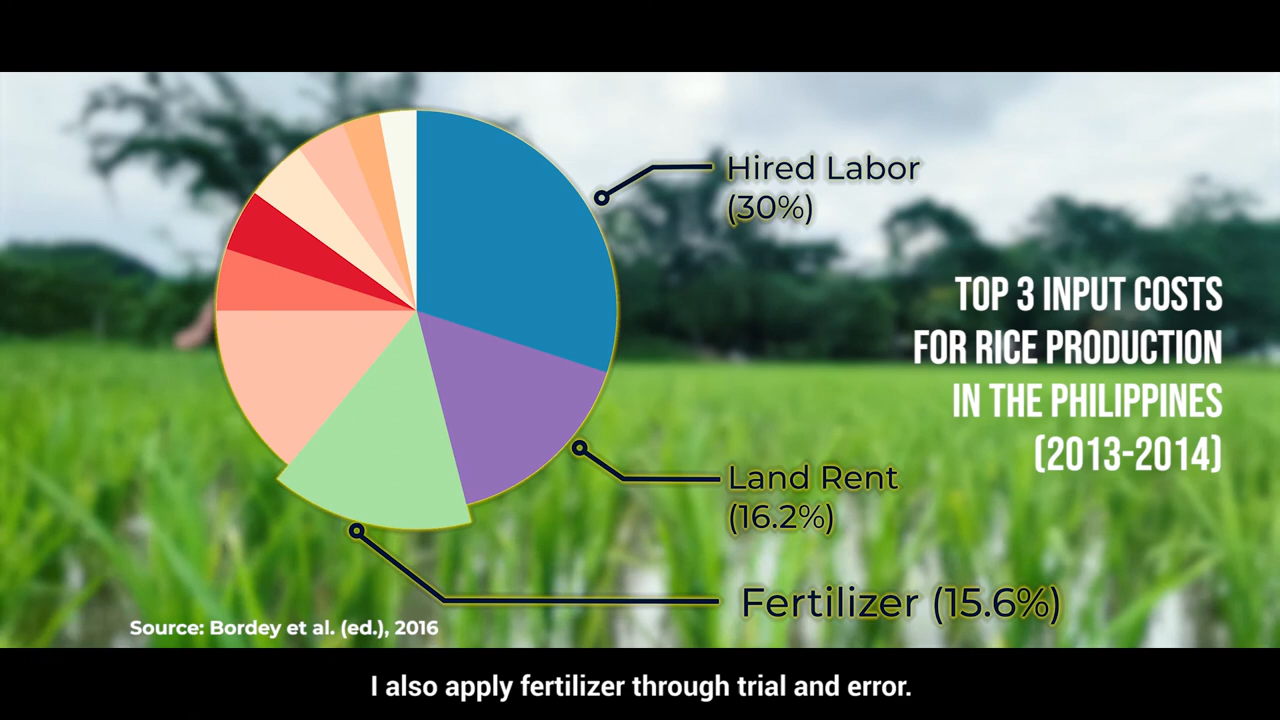 Hired Labor
(30%)
TOP 3 INPUT COSTS
FOR RICE PRODUCTION
IN THE PHILIPPINES
(2013-2014)
Land Rent
(16.2%)
Fertilizer (15.6%)
Source: Bordey et al. (ed.), 2016
I also apply fertilizer through trial and error.